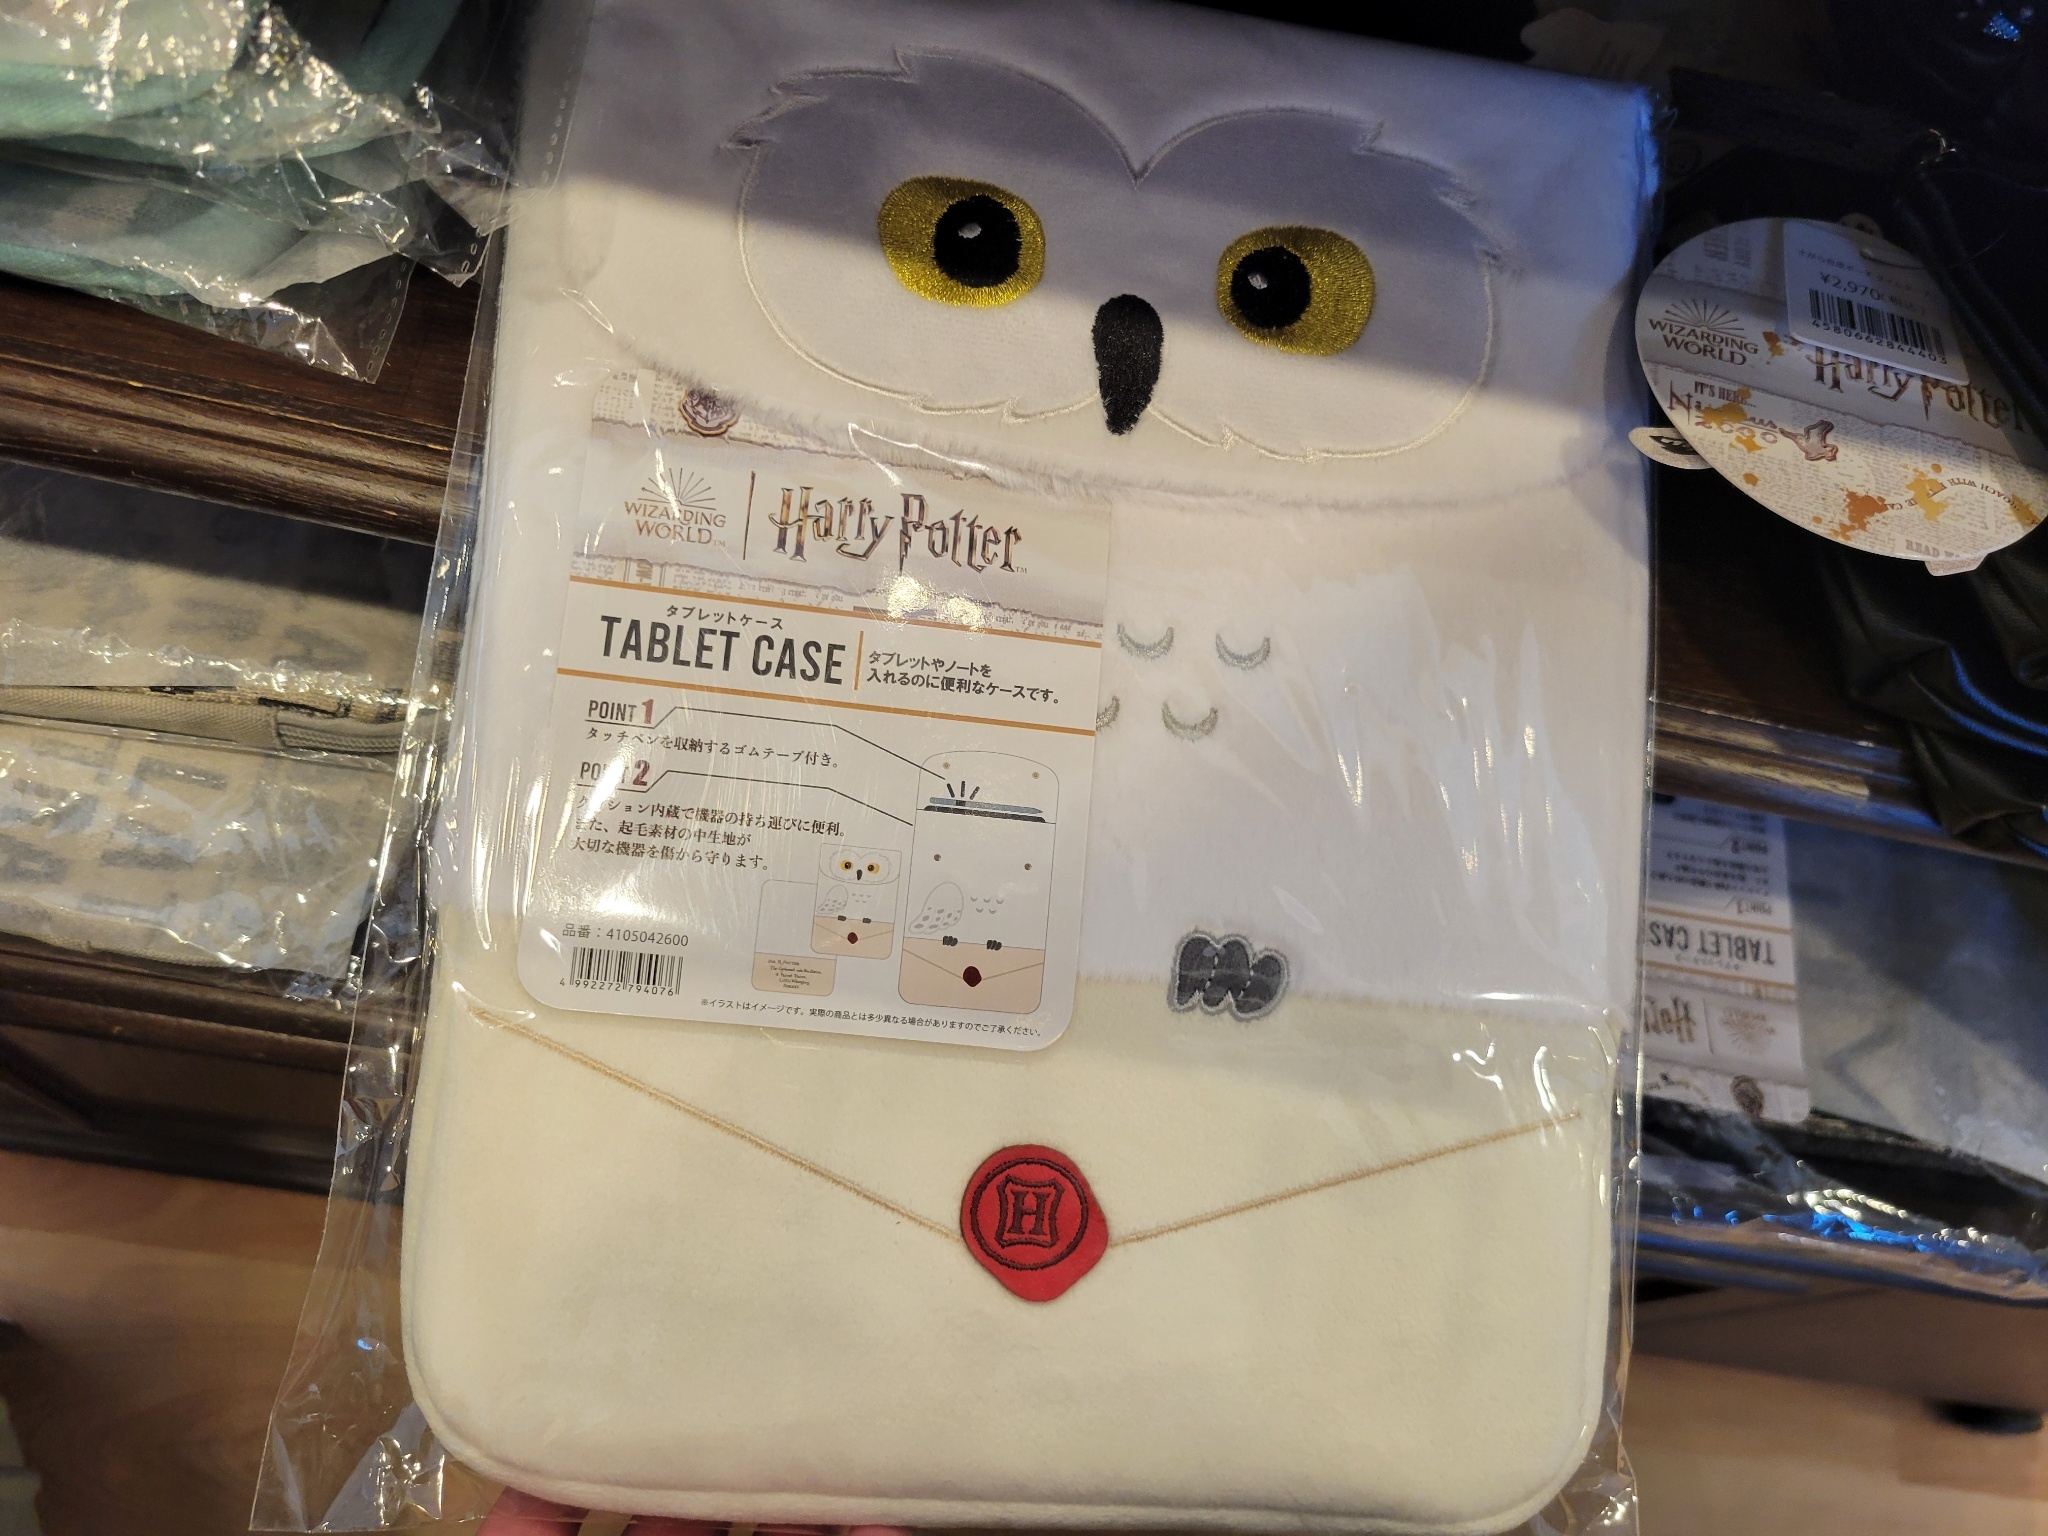 WIZARDING
WORLD™
Harry Potter™
タブレットケース
TABLET CASE
タブレットやノートを
入れるのに便利なケースです。
POINT 1
タッチペンを収納するゴムテープ付き。
POINT 2
クッション内蔵で機器の持ち運びに便利。
また、起毛素材の中生地が
大切な機器を傷から守ります。
品番：4105042600
4 992272 794076
※イラストはイメージです。実際の商品とは多少異なる場合がありますのでご了承ください。
H
¥2,970
4580662844403
WIZARDING
WORLD
Harry Potter
IT'S HERE...
TABLET CAS
Harry